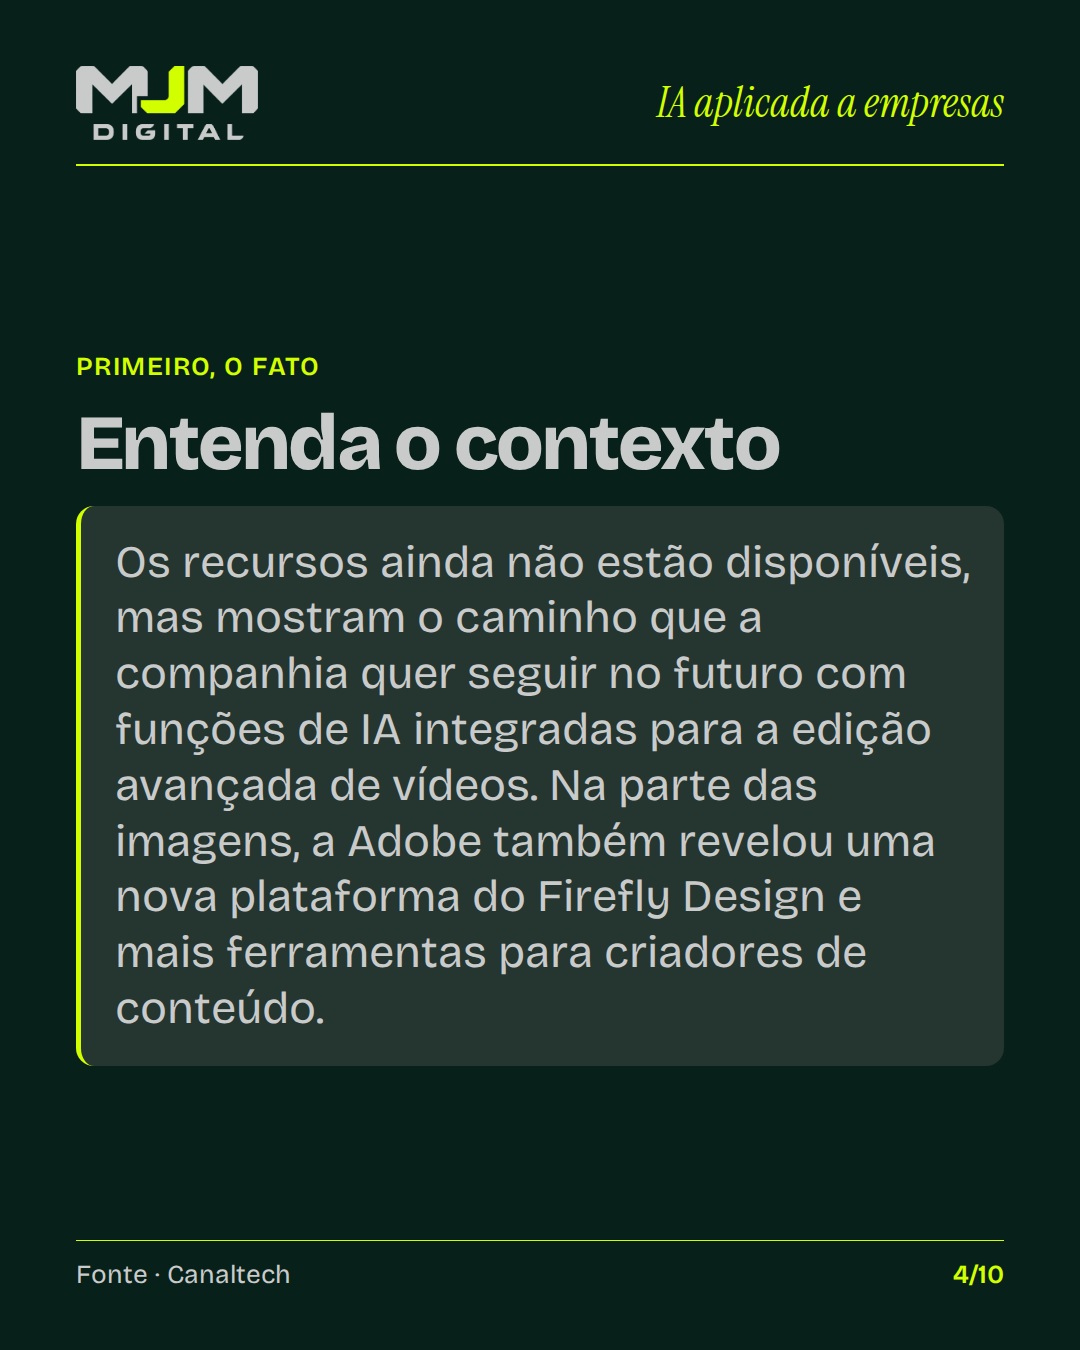 MJM
DIGITAL
IA aplicada a empresas
PRIMEIRO, O FATO
Entenda o contexto
Os recursos ainda não estão disponíveis,
mas mostram o caminho que a
companhia quer seguir no futuro com
funções de IA integradas para a edição
avançada de vídeos. Na parte das
imagens, a Adobe também revelou uma
nova plataforma do Firefly Design e
mais ferramentas para criadores de
conteúdo.
Fonte · Canaltech
4/10